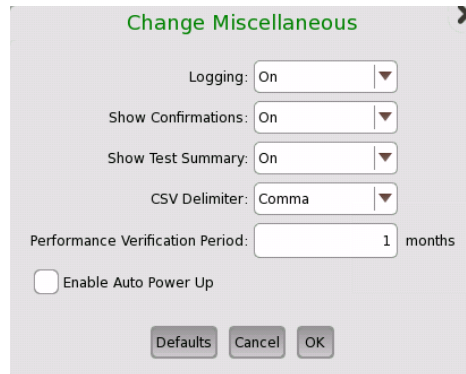 Change Miscellaneous
Logging: On
Show Confirmations: On
Show Test Summary: On
CSV Delimiter: Comma
Performance Verification Period: 1 months
Enable Auto Power Up
Defaults Cancel OK